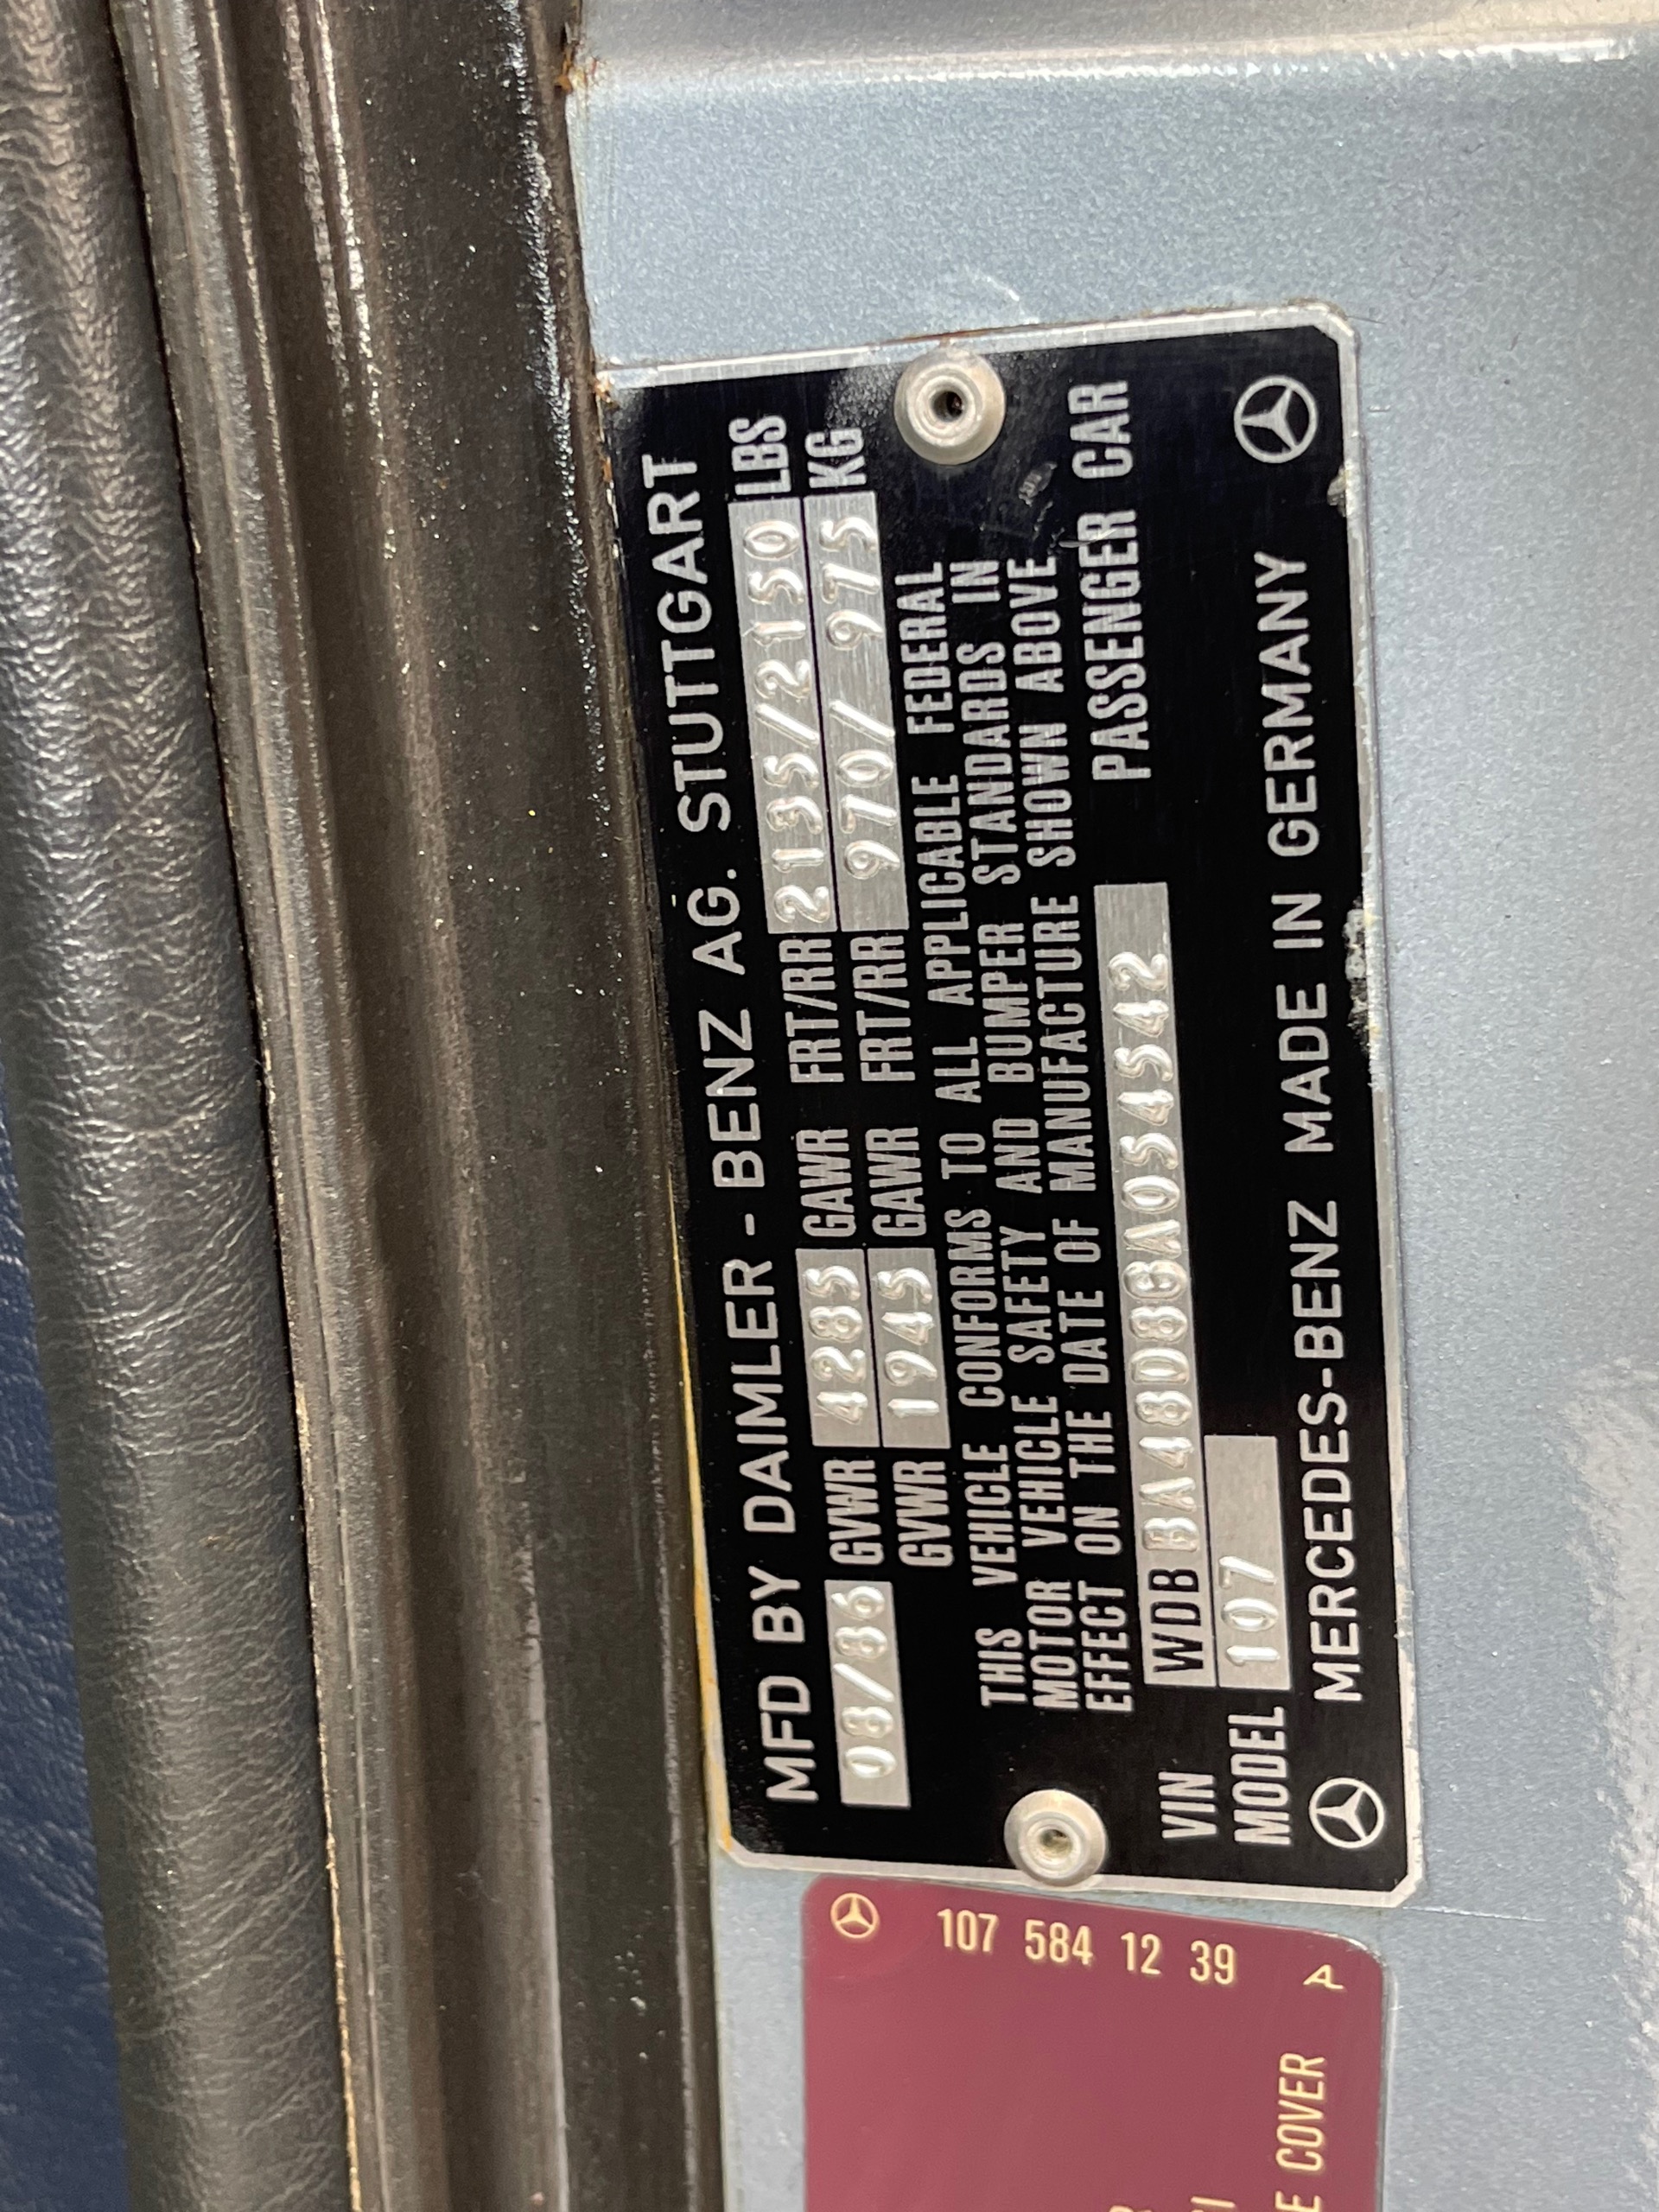 MFD BY DAIMLER - BENZ AG. STUTTGART
08/86 GVWR 4285 GAWR FRT/RR 2135/2150 LBS
GVWR 1945 GAWR FRT/RR 970/ 975 KG
THIS VEHICLE CONFORMS TO ALL APPLICABLE FEDERAL
MOTOR VEHICLE SAFETY AND BUMPER STANDARDS IN
EFFECT ON THE DATE OF MANUFACTURE SHOWN ABOVE
VIN WDB BA48D8GA054542 PASSENGER CAR
MODEL 107
MERCEDES-BENZ MADE IN GERMANY
107 584 12 39 A
COVER